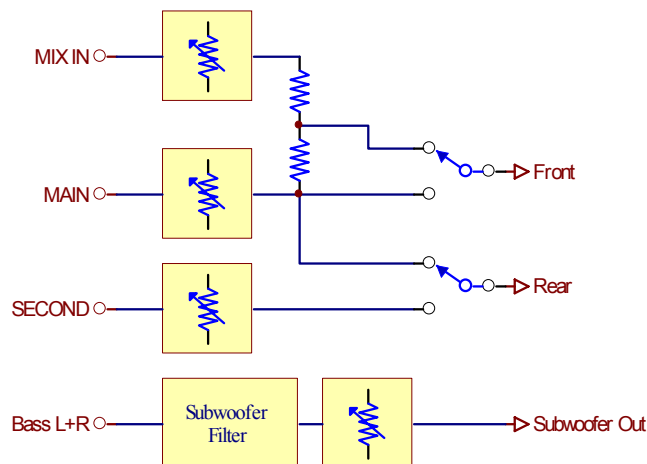 MIX IN
MAIN
Front
SECOND
Rear
Bass L+R
Subwoofer
Filter
Subwoofer Out